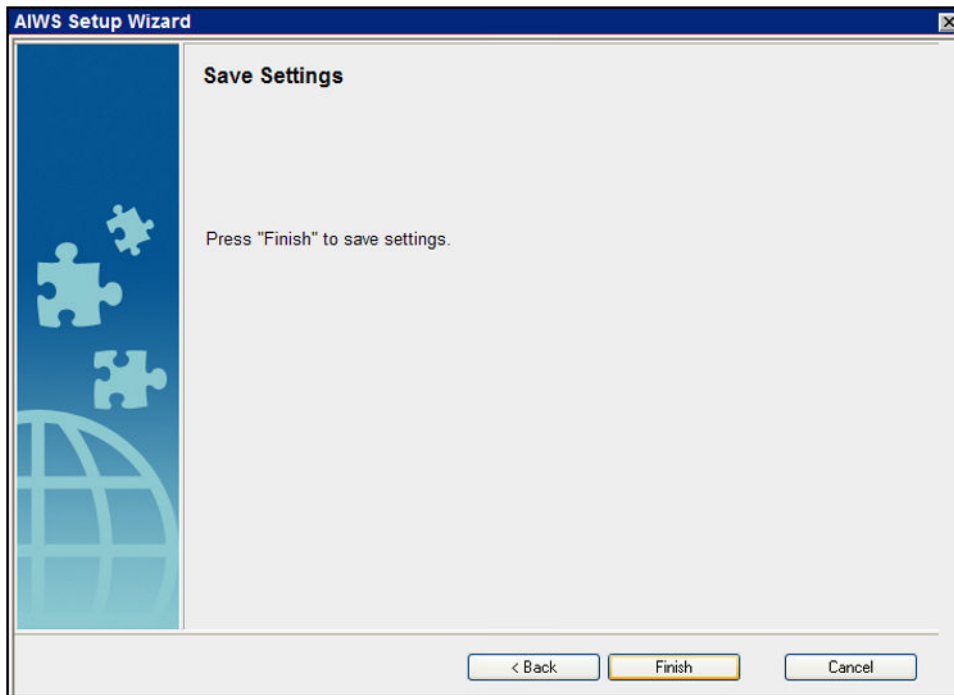 AIWS Setup Wizard
Save Settings
Press "Finish" to save settings.
< Back
Finish
Cancel